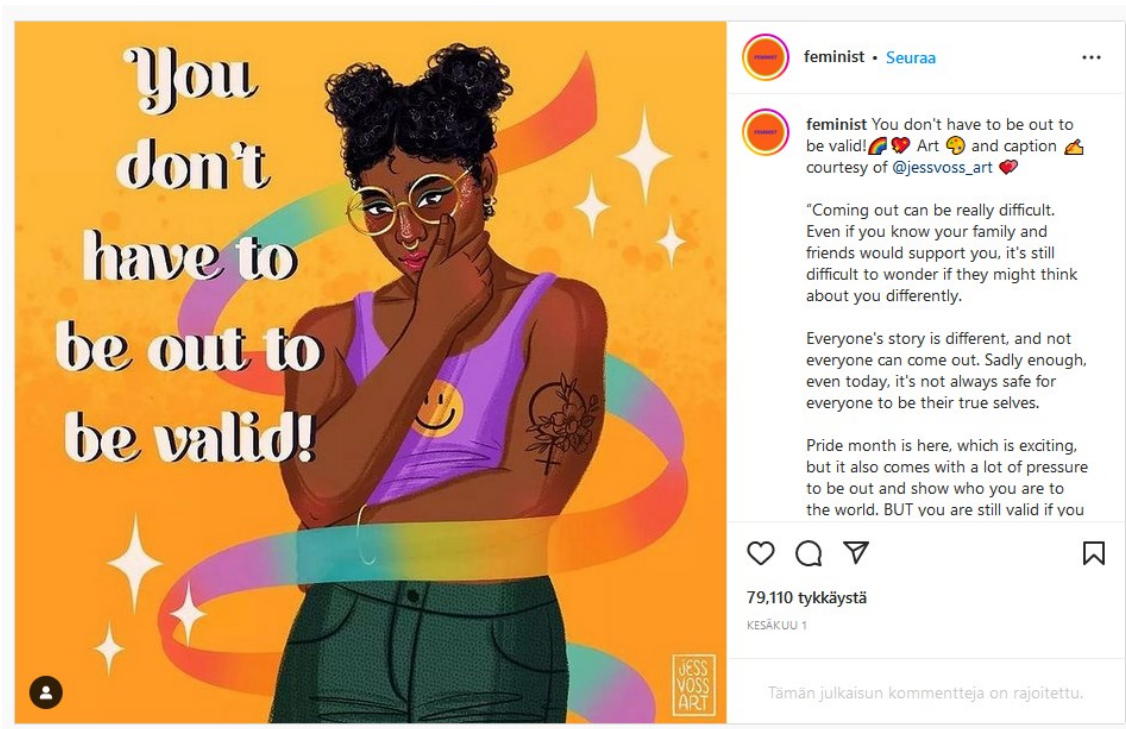 You
don't
have to
be out to
be valid!
JESS
VOSS
ART
FEMINIST
feminist • Seuraa
FEMINIST
feminist You don't have to be out to
be valid!🌈💖 Art 🎨 and caption ✍
courtesy of @jessvoss_art 💞
“Coming out can be really difficult.
Even if you know your family and
friends would support you, it's still
difficult to wonder if they might think
about you differently.
Everyone's story is different, and not
everyone can come out. Sadly enough,
even today, it's not always safe for
everyone to be their true selves.
Pride month is here, which is exciting,
but it also comes with a lot of pressure
to be out and show who you are to
the world. BUT you are still valid if you
79,110 tykkäystä
KESÄKUU 1
Tämän julkaisun kommentteja on rajoitettu.